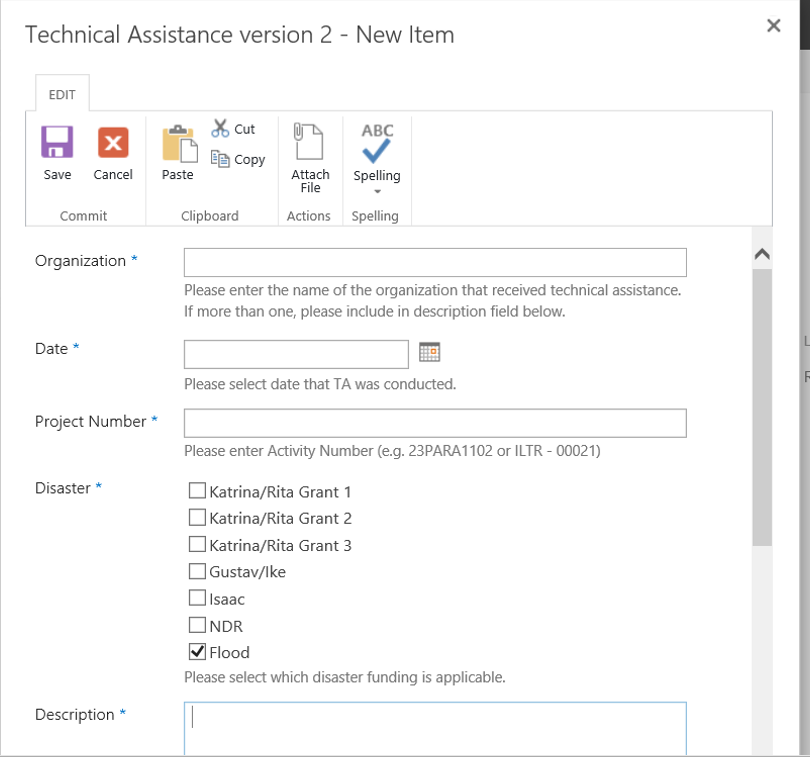 Technical Assistance version 2 - New Item
EDIT
Save
Cancel
Paste
Cut
Copy
Attach
File
ABC
Spelling
Commit
Clipboard
Actions
Spelling
Organization *
Please enter the name of the organization that received technical assistance.
If more than one, please include in description field below.
Date *
Please select date that TA was conducted.
Project Number *
Please enter Activity Number (e.g. 23PARA1102 or ILTR - 00021)
Disaster *
Katrina/Rita Grant 1
Katrina/Rita Grant 2
Katrina/Rita Grant 3
Gustav/Ike
Isaac
NDR
Flood
Please select which disaster funding is applicable.
Description *